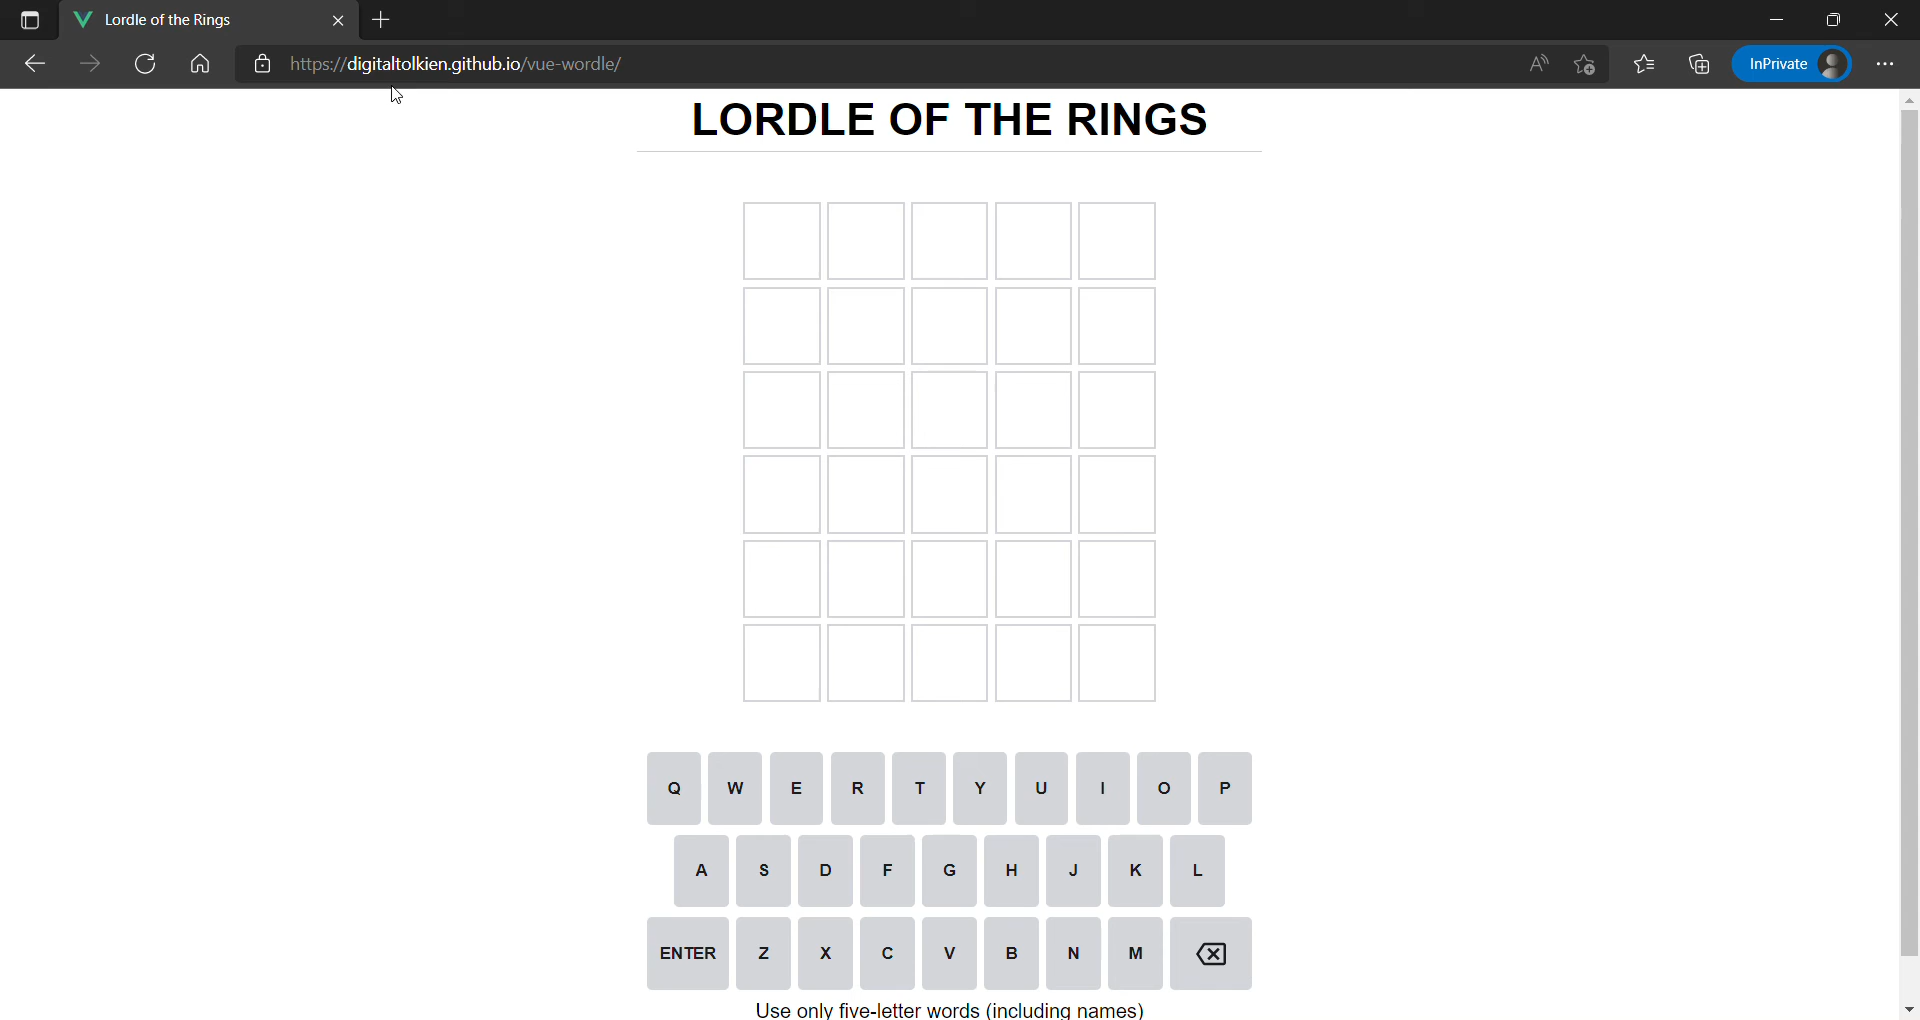 Lordle of the Rings
https://digitaltolkien.github.io/vue-wordle/
InPrivate
LORDLE OF THE RINGS
Q W E R T Y U I O P
A S D F G H J K L
ENTER Z X C V B N M
Use only five-letter words (including names)